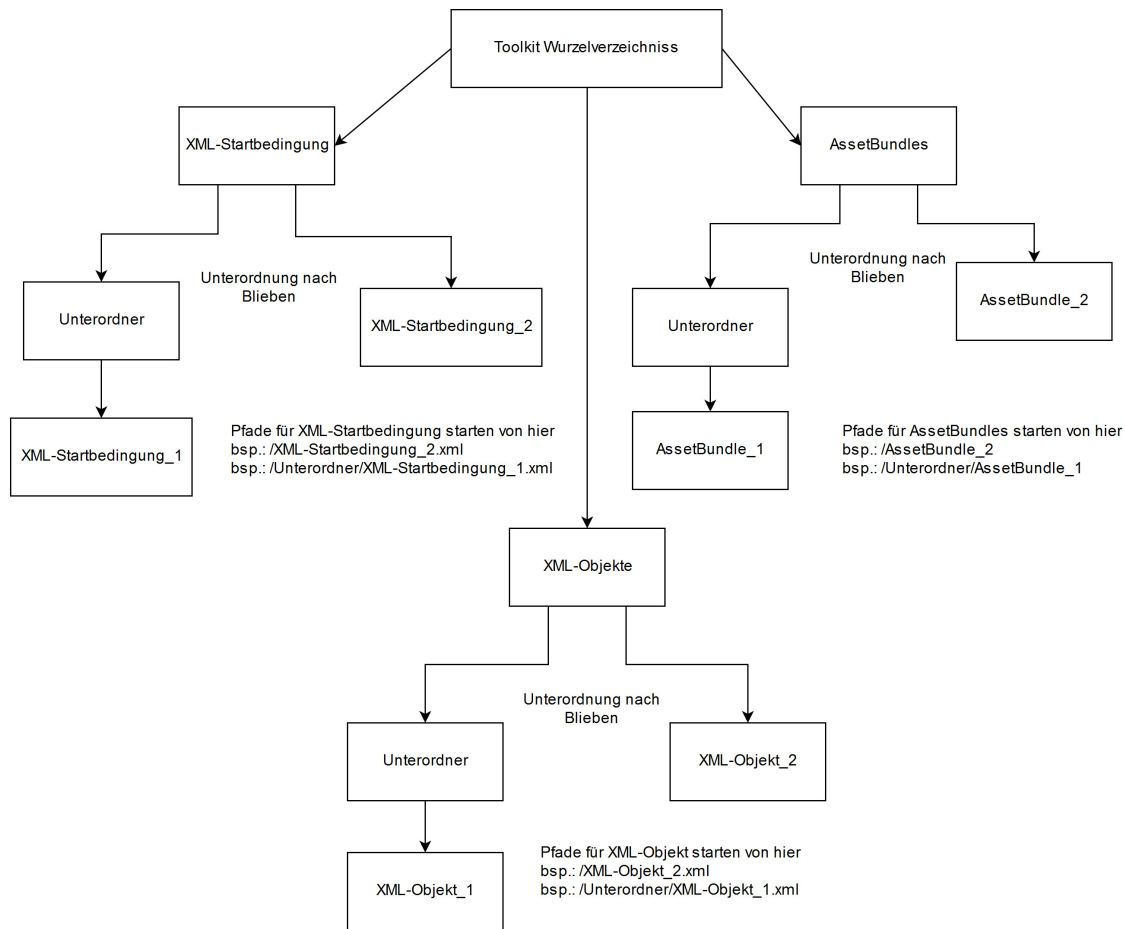 Toolkit Wurzelverzeichniss
XML-Startbedingung
AssetBundles
Unterordnung nach
Blieben
Unterordnung nach
Blieben
Unterordner
XML-Startbedingung_2
Unterordner
AssetBundle_2
XML-Startbedingung_1
Pfade für XML-Startbedingung starten von hier
bsp.: /XML-Startbedingung_2.xml
bsp.: /Unterordner/XML-Startbedingung_1.xml
AssetBundle_1
Pfade für AssetBundles starten von hier
bsp.: /AssetBundle_2
bsp.: /Unterordner/AssetBundle_1
XML-Objekte
Unterordnung nach
Blieben
Unterordner
XML-Objekt_2
XML-Objekt_1
Pfade für XML-Objekt starten von hier
bsp.: /XML-Objekt_2.xml
bsp.: /Unterordner/XML-Objekt_1.xml